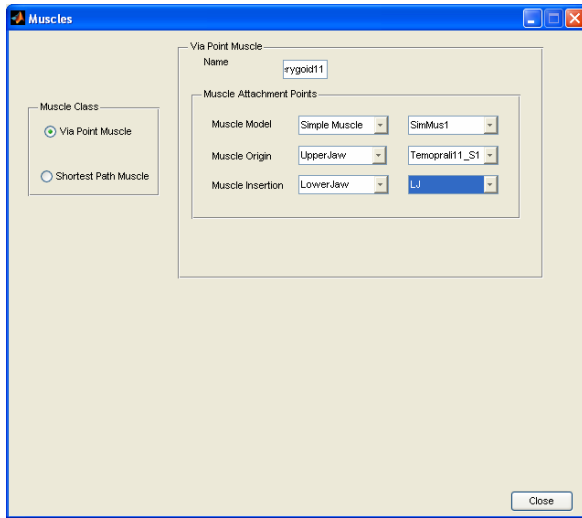 Muscles
Via Point Muscle
Name
rygoid11
Muscle Attachment Points
Muscle Class
Via Point Muscle
Shortest Path Muscle
Muscle Model Simple Muscle SimMus1
Muscle Origin UpperJaw Temoprali11_S1
Muscle Insertion LowerJaw LJ
Close